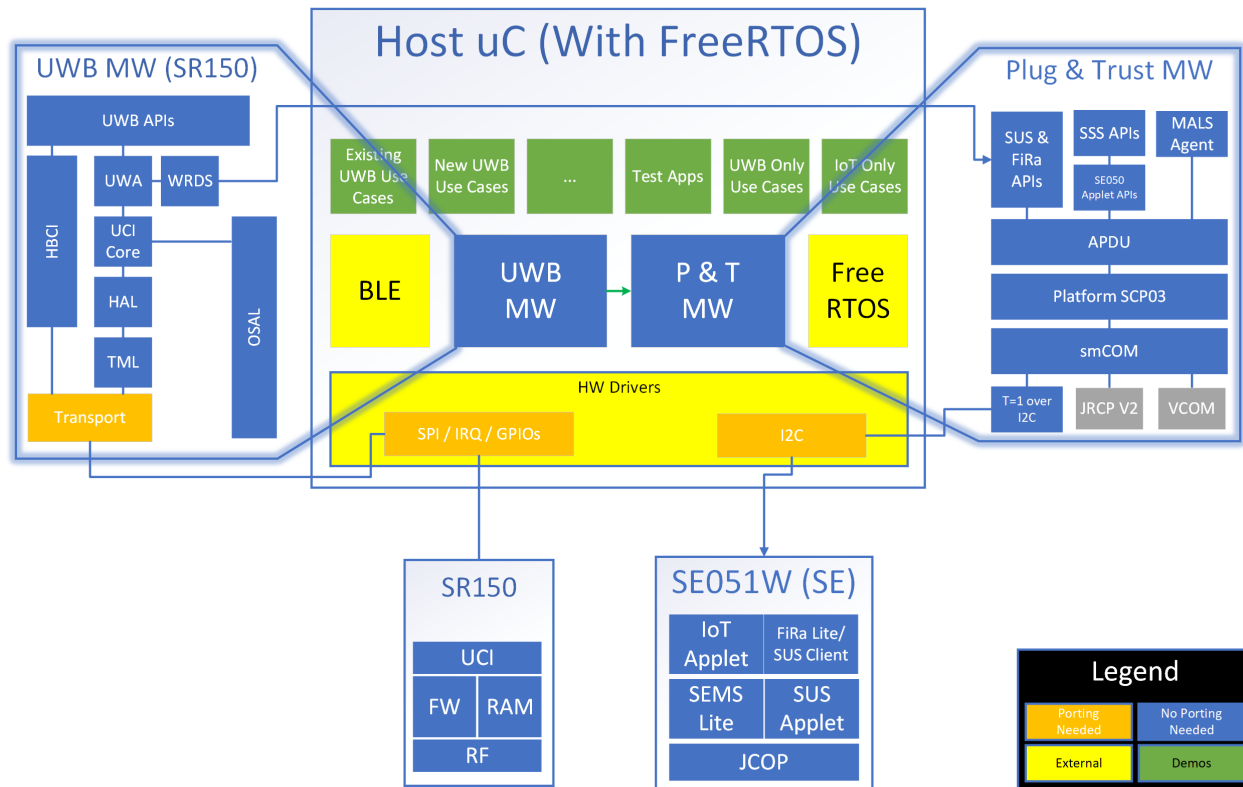 Host uC (With FreeRTOS)
UWB MW (SR150)
UWB APIs
HBCI
UWA
WRDS
UCI
Core
HAL
TML
OSAL
Transport
Existing
UWB Use
Cases
New UWB
Use Cases
...
Test Apps
UWB Only
Use Cases
IoT Only
Use Cases
BLE
UWB
MW
P & T
MW
Free
RTOS
HW Drivers
SPI / IRQ / GPIOs
I2C
Plug & Trust MW
SUS &
FiRa
APIs
SSS APIs
SE050
Applet APIs
MALS
Agent
APDU
Platform SCP03
smCOM
T=1 over
I2C
JRCP V2
VCOM
SR150
UCI
FW
RAM
RF
SE051W (SE)
IoT
Applet
FiRa Lite/
SUS Client
SEMS
Lite
SUS
Applet
JCOP
Legend
Porting
Needed
No Porting
Needed
External
Demos